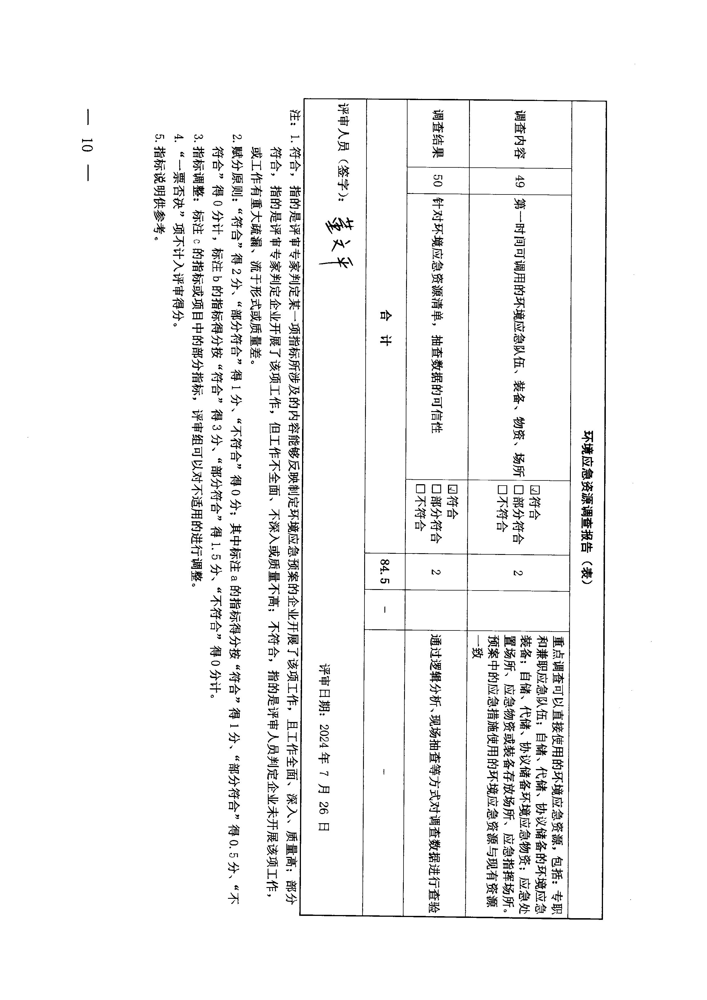 环境应急资源调查报告（表）
调查内容
49
第一时间可调用的环境应急队伍、装备、物资、场所
☑符合
□部分符合
□不符合
2
重点调查可以直接使用的环境应急资源，包括：专职
和兼职应急队伍；自储、代储、协议储备的环境应急
装备；自储、代储、协议储备环境应急物资；应急处
置场所、应急物资或装备存放场所、应急指挥场所。
预案中的应急措施使用的环境应急资源与现有资源
一致
调查结果
50
针对环境应急资源清单，抽查数据的可信性
☑符合
□部分符合
□不符合
2
通过逻辑分析、现场抽查等方式对调查数据进行查验
合 计
84.5
-
-
评审人员（签字）：董文平
评审日期：2024年 7 月 26 日
注：1.符合，指的是评审专家判定某一项指标所涉及的内容能够反映制定环境应急预案的企业开展了该项工作，且工作全面、深入、质量高；部分
符合，指的是评审专家判定企业开展了该项工作，但工作不全面、不深入或质量不高；不符合，指的是评审人员判定企业未开展该项工作，
或工作有重大疏漏、流于形式或质量差。
2.赋分原则：“符合”得2分、“部分符合”得1分、“不符合”得0分；其中标注a的指标得分按“符合”得1分、“部分符合”得0.5分、“不
符合”得0分计，标注b的指标得分按“符合”得3分、“部分符合”得1.5分、“不符合”得0分计。
3.指标调整：标注c的指标或项目中的部分指标，评审组可以对不适用的进行调整。
4.“一票否决”项不计入评审得分。
5.指标说明供参考。
— 10 —